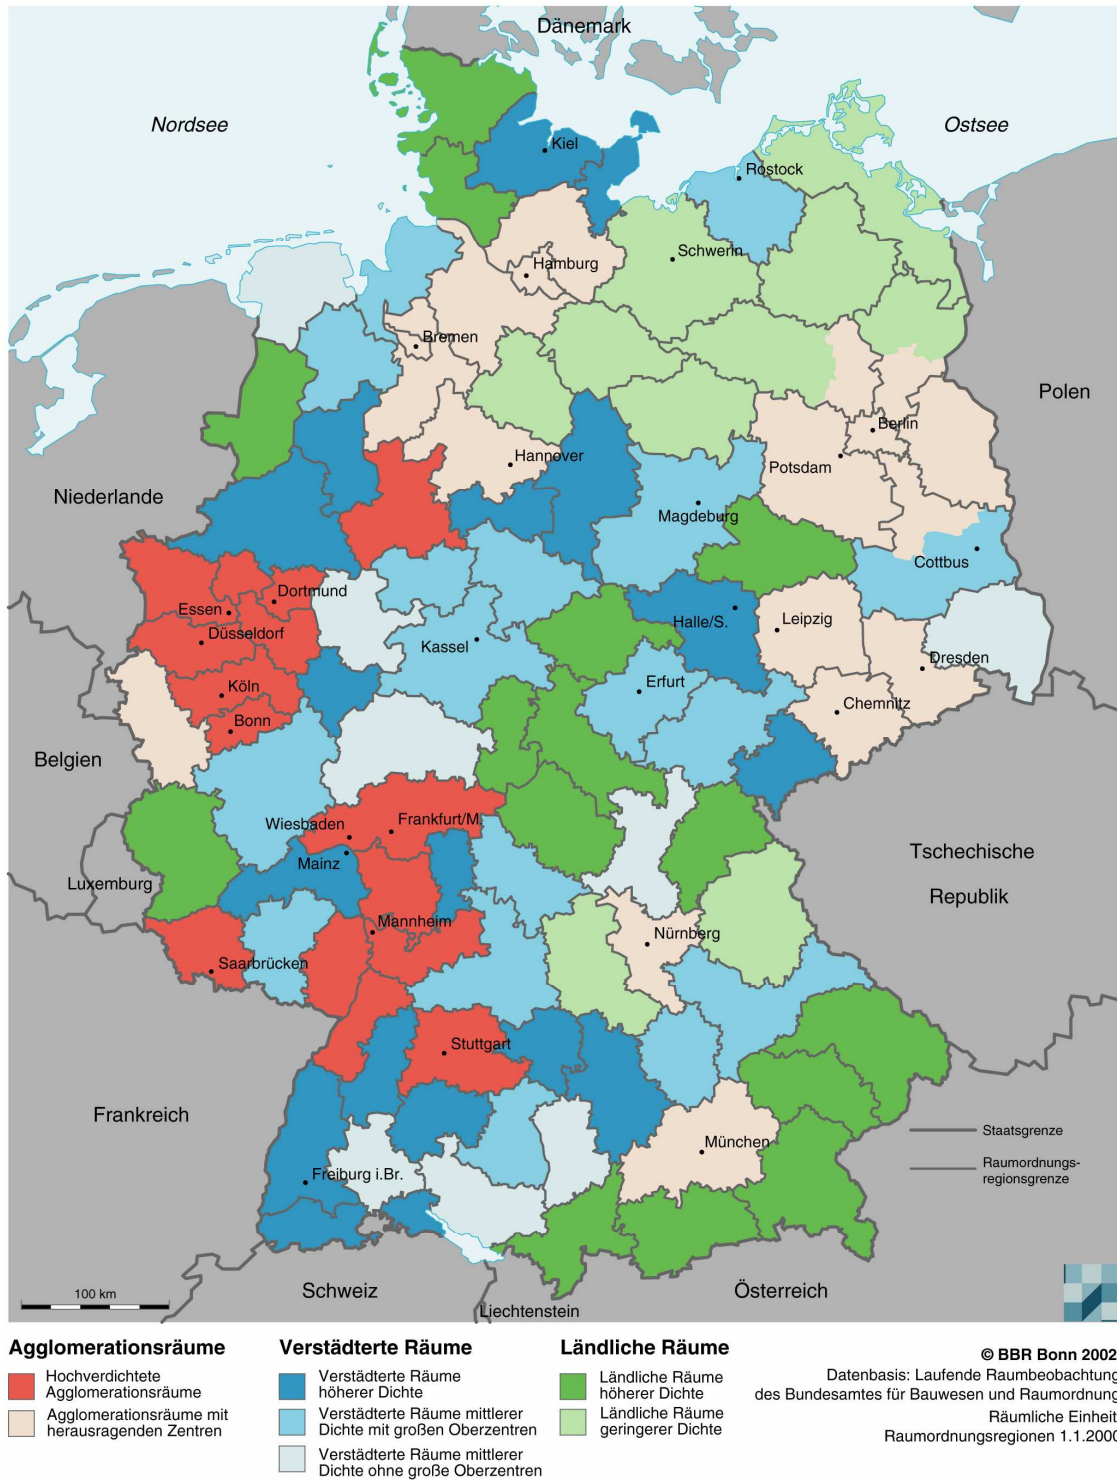 Dänemark
Nordsee
Ostsee
Kiel
Rostock
Schwerin
Hamburg
Bremen
Polen
Berlin
Hannover
Potsdam
Niederlande
Magdeburg
Cottbus
Dortmund
Essen
Halle/S.
Leipzig
Düsseldorf
Kassel
Dresden
Köln
Erfurt
Chemnitz
Bonn
Belgien
Wiesbaden
Frankfurt/M.
Mainz
Tschechische
Republik
Luxemburg
Mannheim
Nürnberg
Saarbrücken
Stuttgart
Frankreich
Staatsgrenze
München
Raumordnungs-
regionsgrenze
Freiburg i.Br.
100 km
Schweiz
Österreich
Liechtenstein
Agglomerationsräume
Hochverdichtete
Agglomerationsräume
Agglomerationsräume mit
herausragenden Zentren
Verstädterte Räume
Verstädterte Räume
höherer Dichte
Verstädterte Räume mittlerer
Dichte mit großen Oberzentren
Verstädterte Räume mittlerer
Dichte ohne große Oberzentren
Ländliche Räume
Ländliche Räume
höherer Dichte
Ländliche Räume
geringerer Dichte
© BBR Bonn 2002
Datenbasis: Laufende Raumbeobachtung
des Bundesamtes für Bauwesen und Raumordnung
Räumliche Einheit
Raumordnungsregionen 1.1.2000